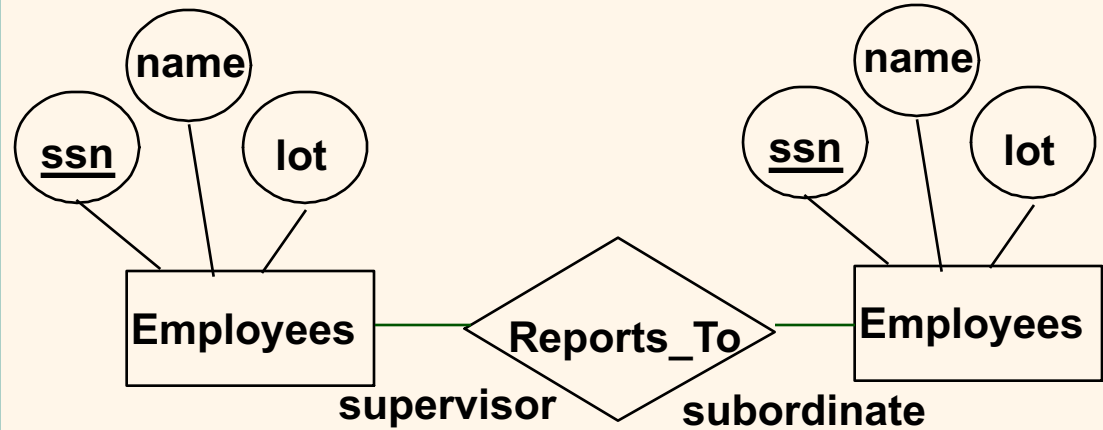 name
name
ssn
lot
ssn
lot
Employees
Reports_To
Employees
supervisor
subordinate